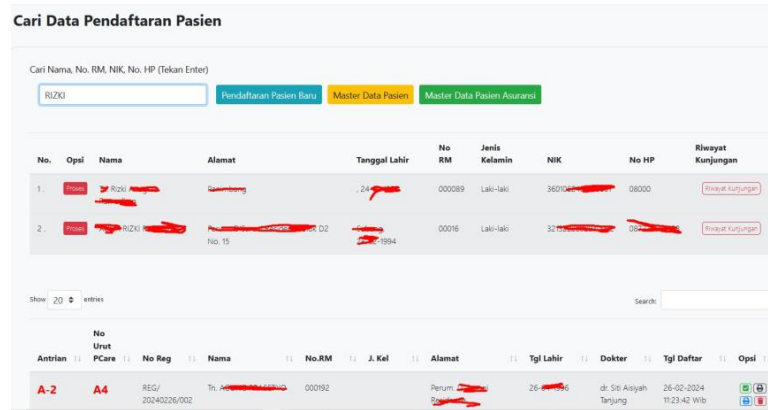 Cari Data Pendaftaran Pasien
Cari Nama, No. RM, NIK, No. HP (Tekan Enter)
RIZKI Pendaftaran Pasien Baru Master Data Pasien Master Data Pasien Asuransi
No. Opsi Nama Alamat Tanggal Lahir No RM Jenis Kelamin NIK No HP Riwayat Kunjungan
1. Proses Rizki , 24 000089 Laki-laki 08000 Riwayat Kunjungan
2. Proses RIZKI D2 00016 Laki-laki Riwayat Kunjungan
No. 15 -1994
Show 20 entries Search:
Antrian No Urut PCare No Reg Nama No.RM J. Kel Alamat Tgl Lahir Dokter Tgl Daftar Opsi
A-2 A4 REG/ Tn. 000192 Perum. 26- dr. Siti Aisiyah 26-02-2024
20240226/002 Tanjung 11:23:42 Wib